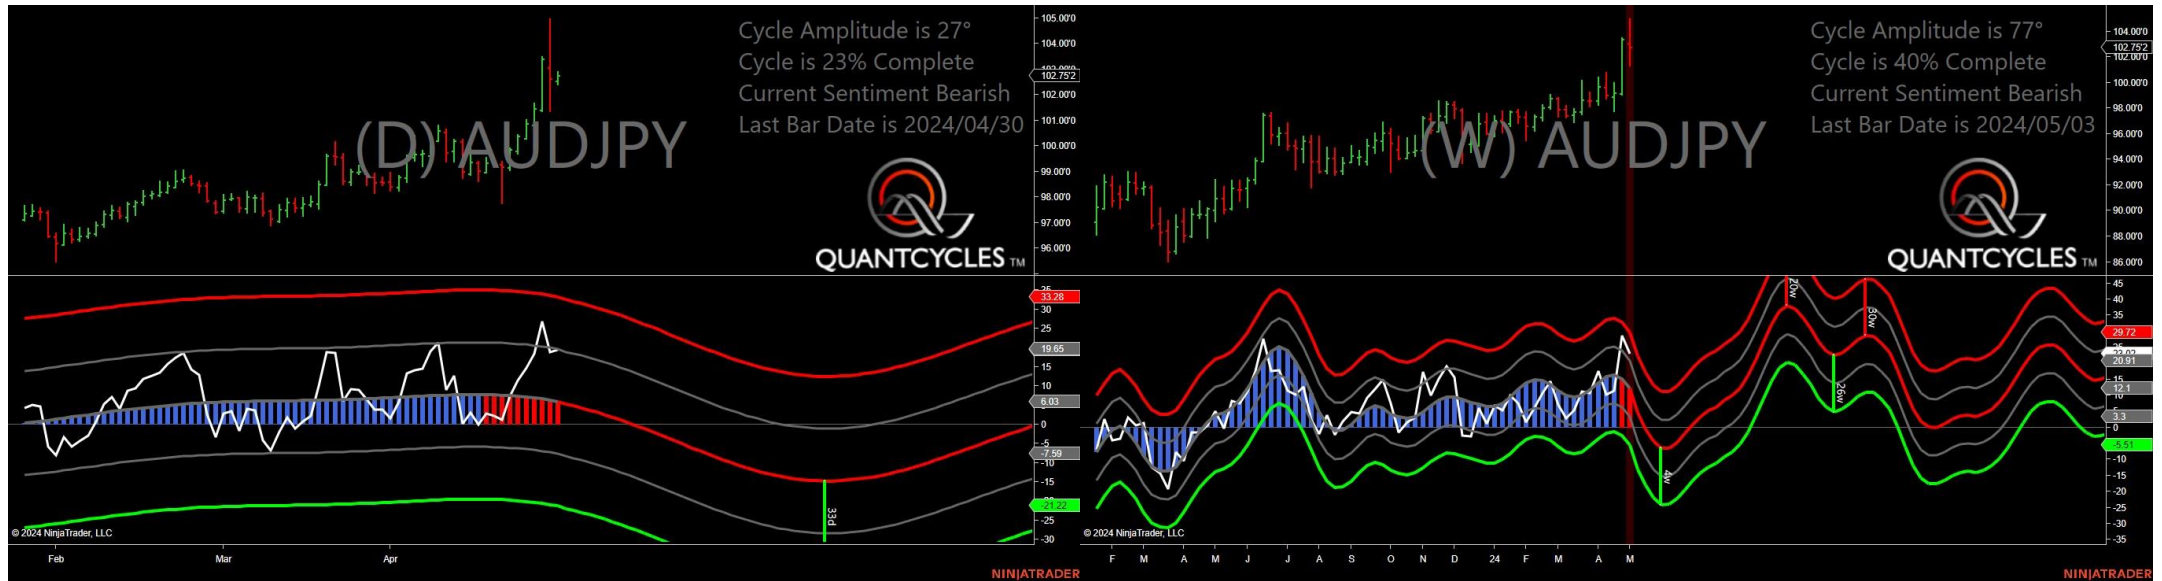 Cycle Amplitude is 27°
Cycle is 23% Complete
Current Sentiment Bearish
Last Bar Date is 2024/04/30
(D) AUDJPY
QUANTCYCLES TM
105.00'0
104.00'0
102.75'2
102.00'0
101.00'0
100.00'0
99.00'0
98.00'0
97.00'0
96.00'0
33.28
30
25
19.65
15
10
6.03
0
-5
-7.59
-10
-15
-21.22
-25
-30
33d
© 2024 NinjaTrader, LLC
Feb Mar Apr
NINJATRADER
Cycle Amplitude is 77°
Cycle is 40% Complete
Current Sentiment Bearish
Last Bar Date is 2024/05/03
(W) AUDJPY
QUANTCYCLES TM
104.00'0
102.75'2
102.00'0
100.00'0
98.00'0
96.00'0
94.00'0
92.00'0
90.00'0
88.00'0
86.00'0
20w
30w
26w
4w
45
40
35
29.72
20.91
15
12.1
10
3.3
0
-5.51
-10
-15
-20
-25
-30
-35
© 2024 NinjaTrader, LLC
F M A M J J A S O N D 24 F M A M
NINJATRADER